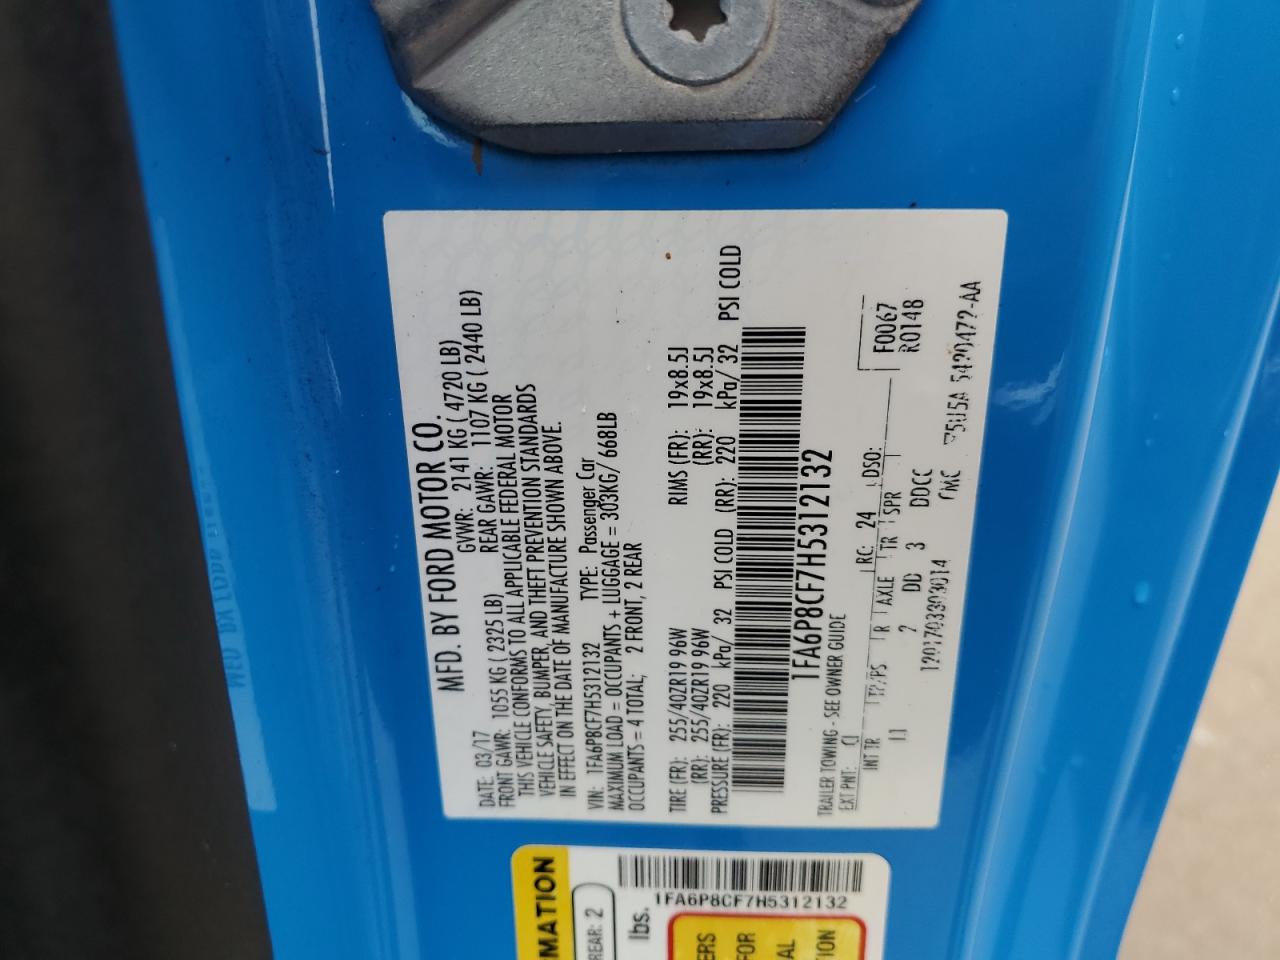 MFD. BY FORD MOTOR CO.
DATE: 03/17 GVWR: 2141 KG ( 4720 LB)
FRONT GAWR: 1055 KG ( 2325 LB) REAR GAWR: 1107 KG ( 2440 LB)
THIS VEHICLE CONFORMS TO ALL APPLICABLE FEDERAL MOTOR
VEHICLE SAFETY, BUMPER, AND THEFT PREVENTION STANDARDS
IN EFFECT ON THE DATE OF MANUFACTURE SHOWN ABOVE.
VIN: 1FA6P8CF7H5312132 TYPE: Passenger Car
MAXIMUM LOAD = OCCUPANTS + LUGGAGE = 303KG/ 668LB
OCCUPANTS = 4 TOTAL; 2 FRONT, 2 REAR
TIRE (FR): 255/40ZR19 96W RIMS (FR): 19x8.5J
(RR): 255/40ZR19 96W (RR): 19x8.5J
PRESSURE (FR): 220 kPa/ 32 PSI COLD (RR): 220 kPa/ 32 PSI COLD
1FA6P8CF7H5312132
TRAILER TOWING - SEE OWNER GUIDE
EXT PNT: CI RC: 24 DSO: F0067
INT TR TP/PS R AXLE TR SPR R0148
2 DD 3 DDCC
1FA6P8CF7H5312132
MATION
REAR: 2
lbs.
ERS
FOR
AL
TION